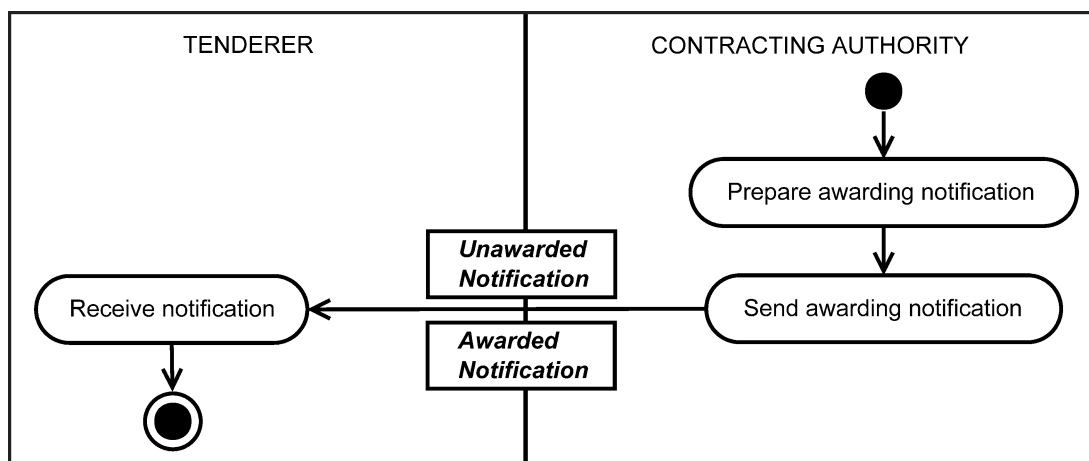 TENDERER
CONTRACTING AUTHORITY
Prepare awarding notification
Unawarded
Notification
Receive notification
Send awarding notification
Awarded
Notification